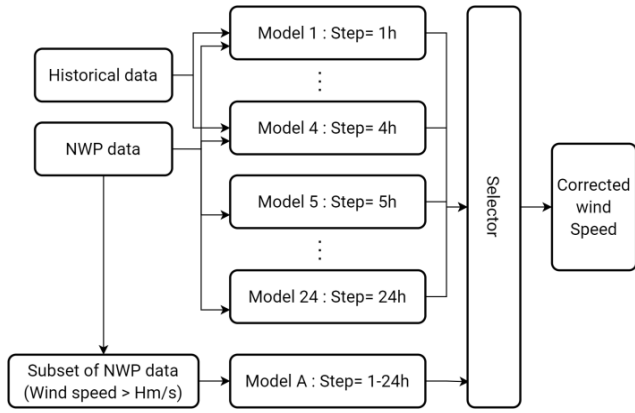 Model 1 : Step= 1h
Historical data
Model 4 : Step= 4h
NWP data
Model 5 : Step= 5h
Model 24 : Step= 24h
Subset of NWP data
(Wind speed > Hm/s)
Model A : Step= 1-24h
Selector
Corrected
wind
Speed